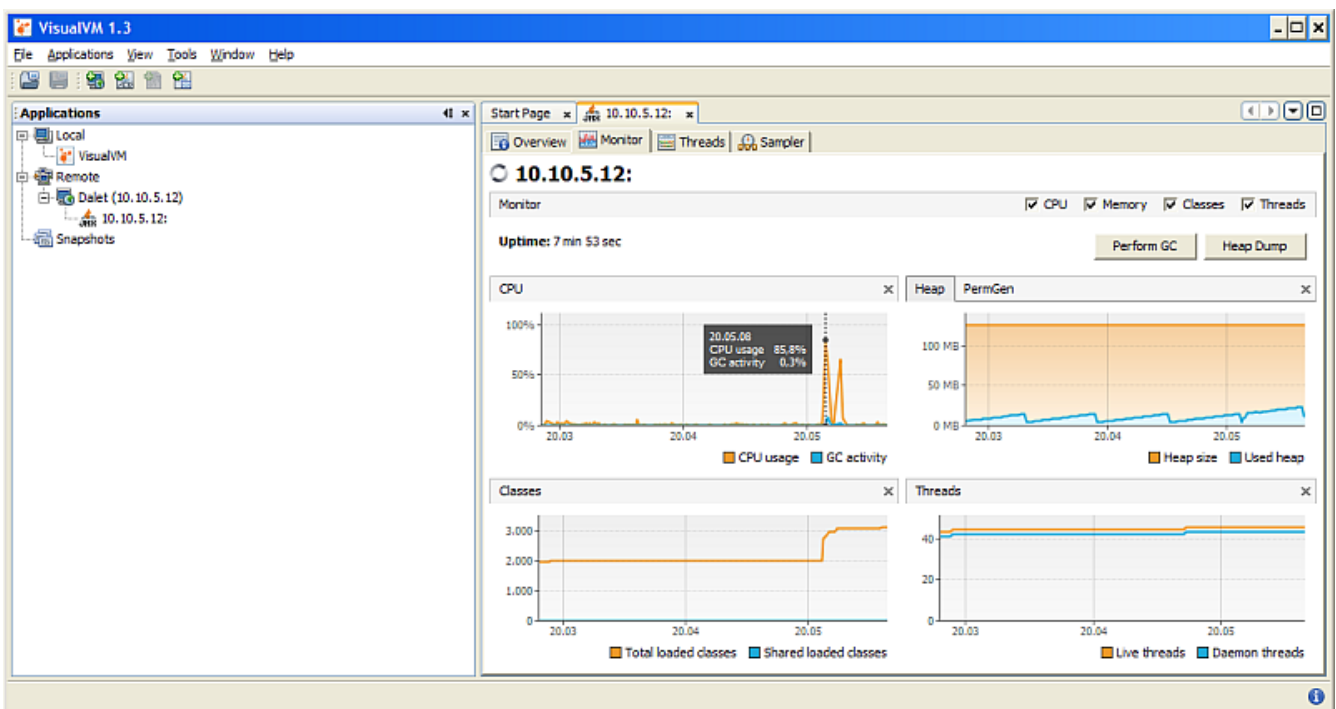 VisualVM 1.3
File Applications View Tools Window Help
Applications
Local
VisualVM
Remote
Dalet (10.10.5.12)
JMX 10.10.5.12:
Snapshots
Start Page JMX 10.10.5.12:
Overview Monitor Threads Sampler
10.10.5.12:
Monitor CPU Memory Classes Threads
Uptime: 7 min 53 sec
Perform GC Heap Dump
CPU
100%
50%
0%
20.05.08
CPU usage 85,8%
GC activity 0,3%
20.03 20.04 20.05
CPU usage GC activity
Heap PermGen
100 MB
50 MB
0 MB
20.03 20.04 20.05
Heap size Used heap
Classes
3.000
2.000
1.000
0
20.03 20.04 20.05
Total loaded classes Shared loaded classes
Threads
40
20
0
20.03 20.04 20.05
Live threads Daemon threads